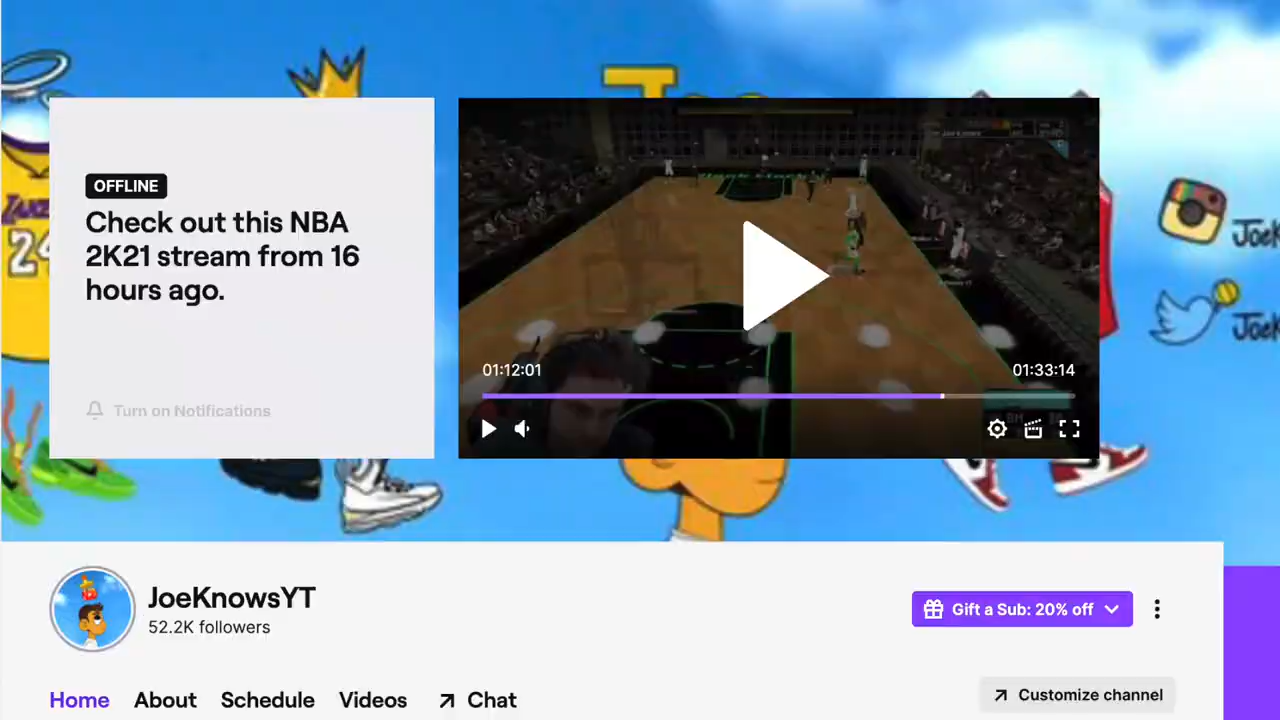 OFFLINE
Check out this NBA
2K21 stream from 16
hours ago.
Turn on Notifications
24
01:12:01
01:33:14
JoeKnowsYT
52.2K followers
Gift a Sub: 20% off
Home
About
Schedule
Videos
Chat
Customize channel